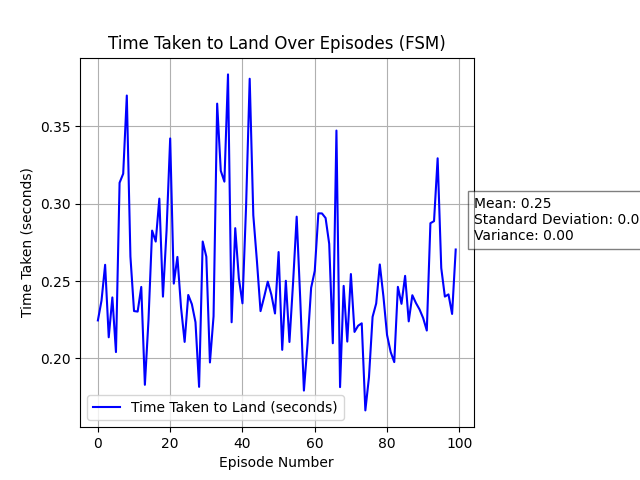 Time Taken to Land Over Episodes (FSM)
Time Taken (seconds)
0.35
0.30
0.25
0.20
Mean: 0.25
Standard Deviation: 0.0
Variance: 0.00
Time Taken to Land (seconds)
0 20 40 60 80 100
Episode Number